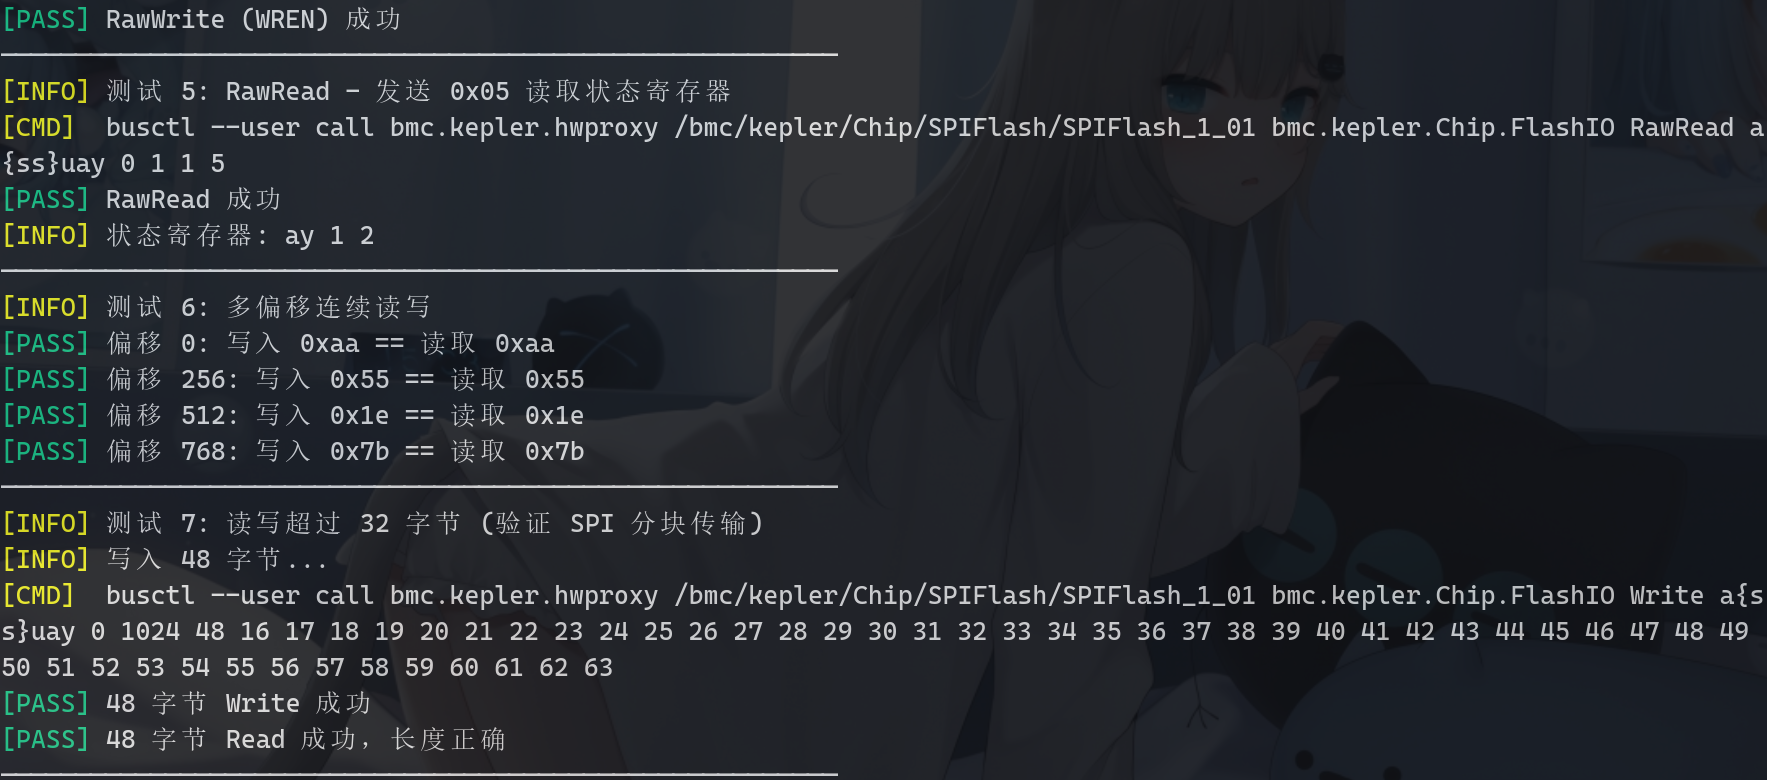 [PASS] RawWrite (WREN) 成功
[INFO] 测试 5: RawRead - 发送 0x05 读取状态寄存器
[CMD]  busctl --user call bmc.kepler.hwproxy /bmc/kepler/Chip/SPIFlash/SPIFlash_1_01 bmc.kepler.Chip.FlashIO RawRead a
{ss}uay 0 1 1 5
[PASS] RawRead 成功
[INFO] 状态寄存器: ay 1 2
[INFO] 测试 6: 多偏移连续读写
[PASS] 偏移 0: 写入 0xaa == 读取 0xaa
[PASS] 偏移 256: 写入 0x55 == 读取 0x55
[PASS] 偏移 512: 写入 0x1e == 读取 0x1e
[PASS] 偏移 768: 写入 0x7b == 读取 0x7b
[INFO] 测试 7: 读写超过 32 字节 (验证 SPI 分块传输)
[INFO] 写入 48 字节...
[CMD]  busctl --user call bmc.kepler.hwproxy /bmc/kepler/Chip/SPIFlash/SPIFlash_1_01 bmc.kepler.Chip.FlashIO Write a{s
s}uay 0 1024 48 16 17 18 19 20 21 22 23 24 25 26 27 28 29 30 31 32 33 34 35 36 37 38 39 40 41 42 43 44 45 46 47 48 49
50 51 52 53 54 55 56 57 58 59 60 61 62 63
[PASS] 48 字节 Write 成功
[PASS] 48 字节 Read 成功, 长度正确